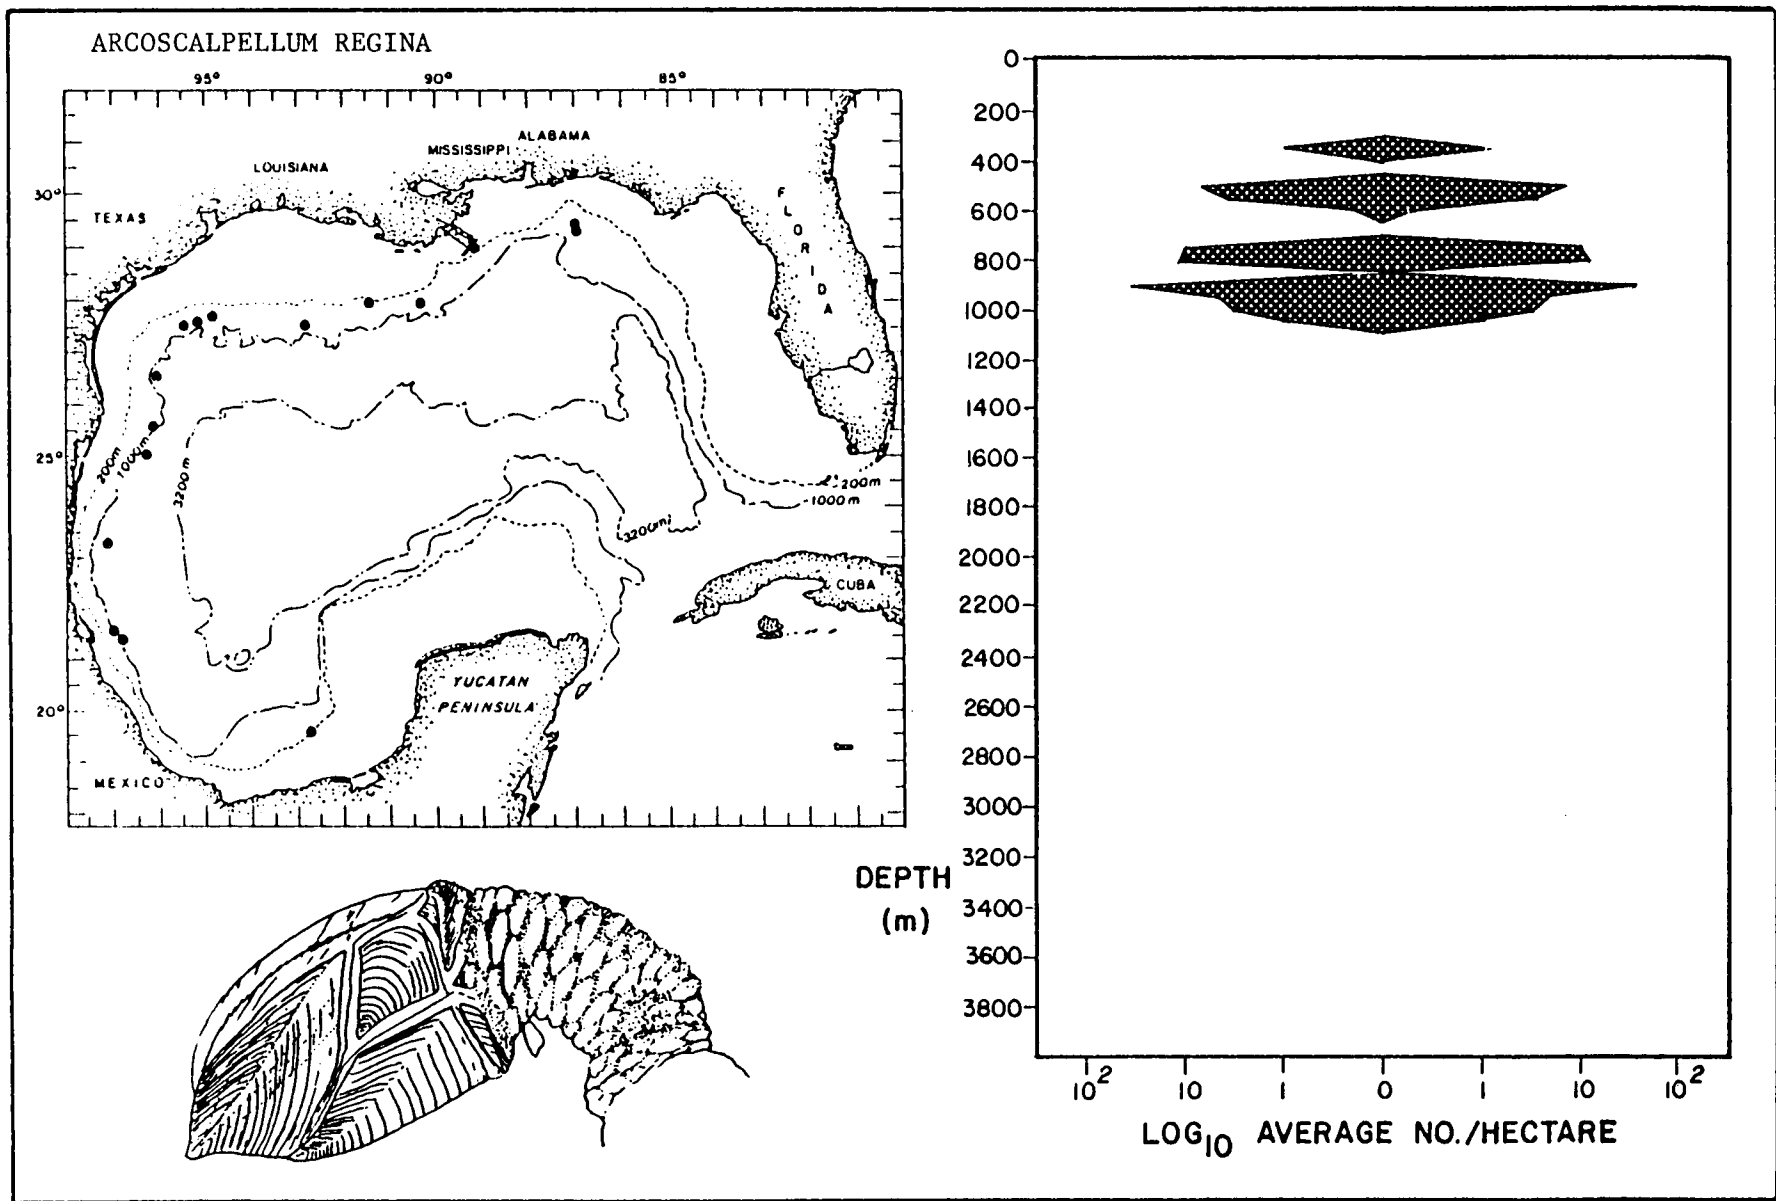 ARCOSCALPELLUM REGINA
95° 90° 85°
ALABAMA
MISSISSIPPI
LOUISIANA
30°
TEXAS
FLORIDA
25°
200m
1000m
3200m
200m
1000m
3200m
CUBA
YUCATAN
PENINSULA
20°
MEXICO
0
200
400
600
800
1000
1200
1400
1600
1800
2000
2200
2400
2600
2800
3000
3200
3400
3600
3800
DEPTH
(m)
10² 10 1 0 1 10 10²
LOG₁₀ AVERAGE NO./HECTARE